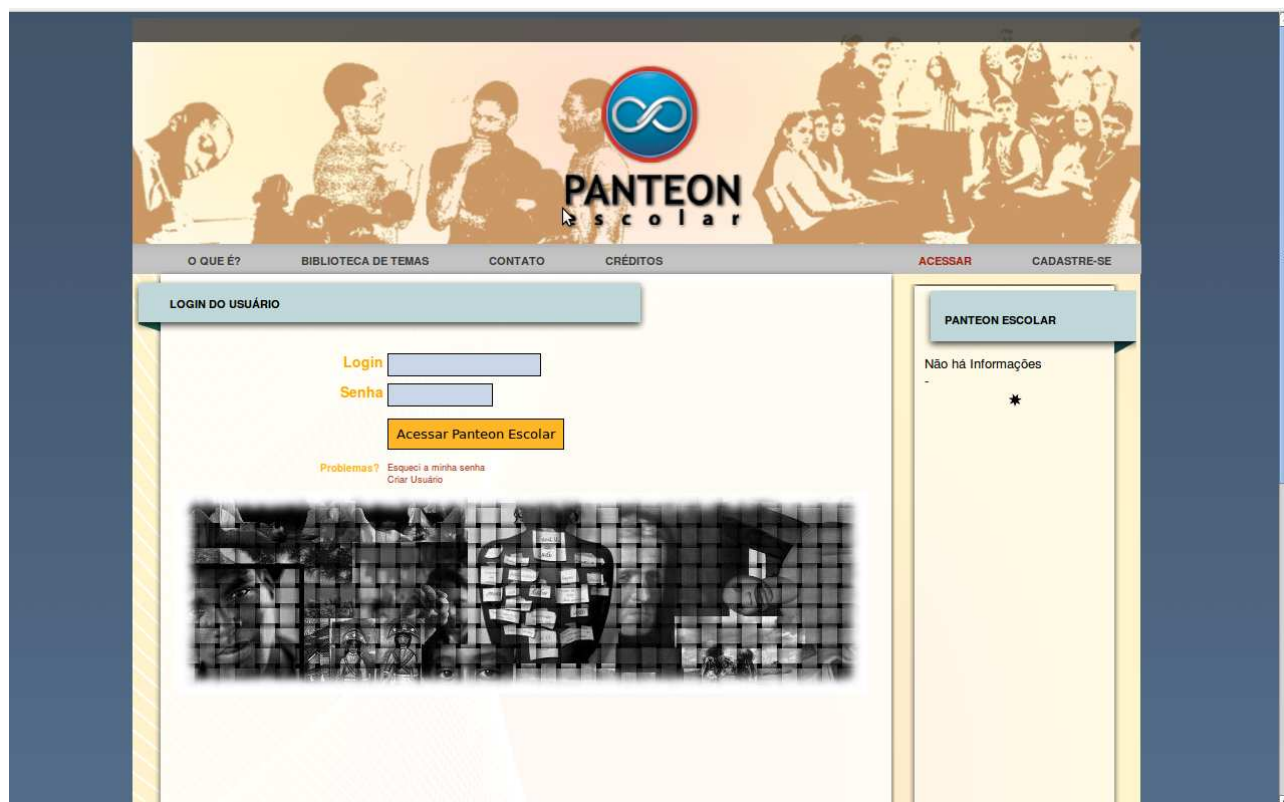 PANTEON
escolar
O QUE É?
BIBLIOTECA DE TEMAS
CONTATO
CRÉDITOS
ACESSAR
CADASTRE-SE
LOGIN DO USUÁRIO
Login
Senha
Acessar Panteon Escolar
Problemas?
Esqueci a minha senha
Criar Usuário
PANTEON ESCOLAR
Não há Informações
-